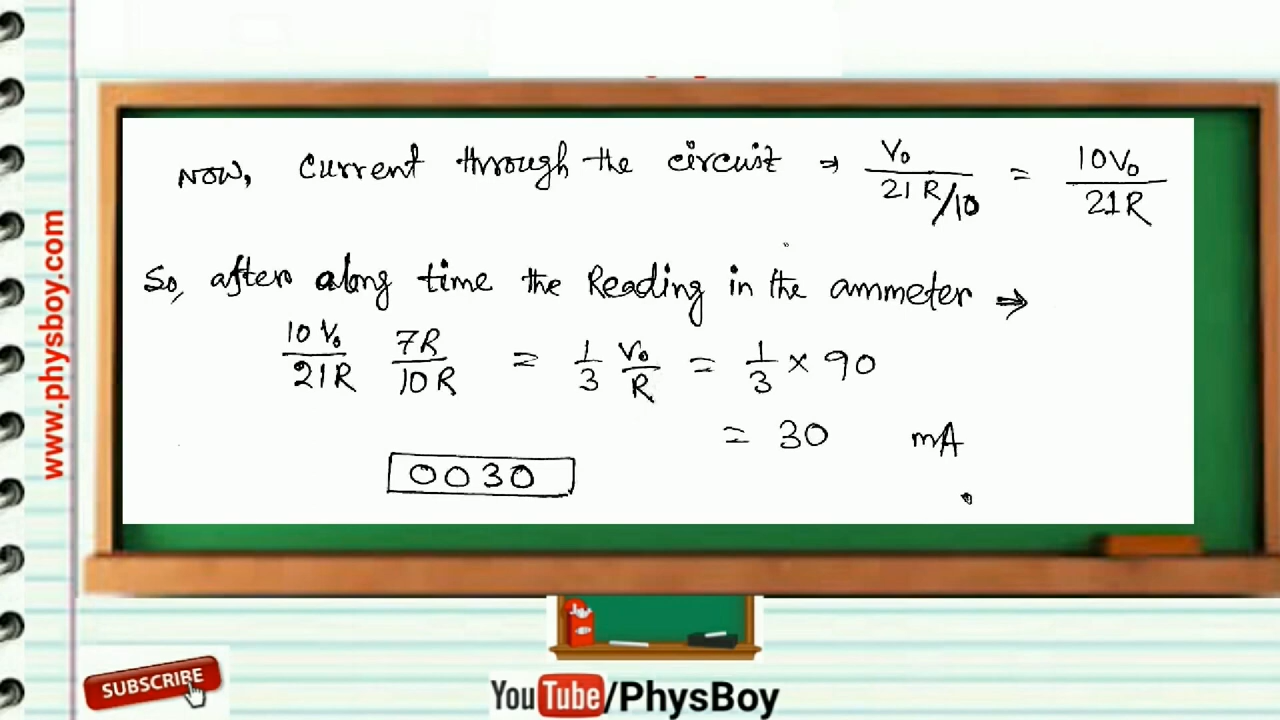 Now, Current through the circuit → V₀/(21R/10) = 10V₀/21R
So, after along time the Reading in the ammeter ⇒
10V₀/21R 7R/10R = 1/3 V₀/R = 1/3 × 90
= 30 mA.
0030
www.physboy.com
SUBSCRIBE
YouTube/PhysBoy